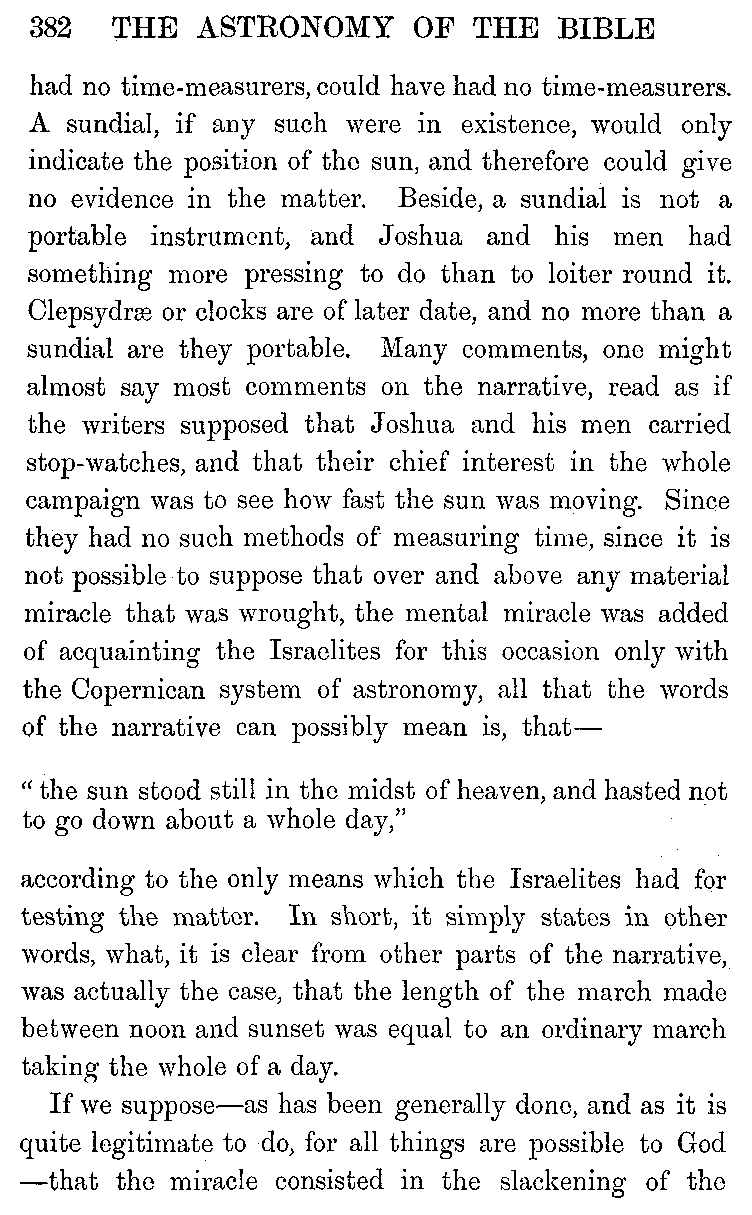 382 THE ASTRONOMY OF THE BIBLE
had no time-measurers, could have had no time-measurers.
A sundial, if any such were in existence, would only
indicate the position of the sun, and therefore could give
no evidence in the matter. Beside, a sundial is not a
portable instrument, and Joshua and his men had
something more pressing to do than to loiter round it.
Clepsydræ or clocks are of later date, and no more than a
sundial are they portable. Many comments, one might
almost say most comments on the narrative, read as if
the writers supposed that Joshua and his men carried
stop-watches, and that their chief interest in the whole
campaign was to see how fast the sun was moving. Since
they had no such methods of measuring time, since it is
not possible to suppose that over and above any material
miracle that was wrought, the mental miracle was added
of acquainting the Israelites for this occasion only with
the Copernican system of astronomy, all that the words
of the narrative can possibly mean is, that—
“the sun stood still in the midst of heaven, and hasted not
to go down about a whole day,”
according to the only means which the Israelites had for
testing the matter. In short, it simply states in other
words, what, it is clear from other parts of the narrative,
was actually the case, that the length of the march made
between noon and sunset was equal to an ordinary march
taking the whole of a day.
If we suppose—as has been generally done, and as it is
quite legitimate to do, for all things are possible to God
—that the miracle consisted in the slackening of the